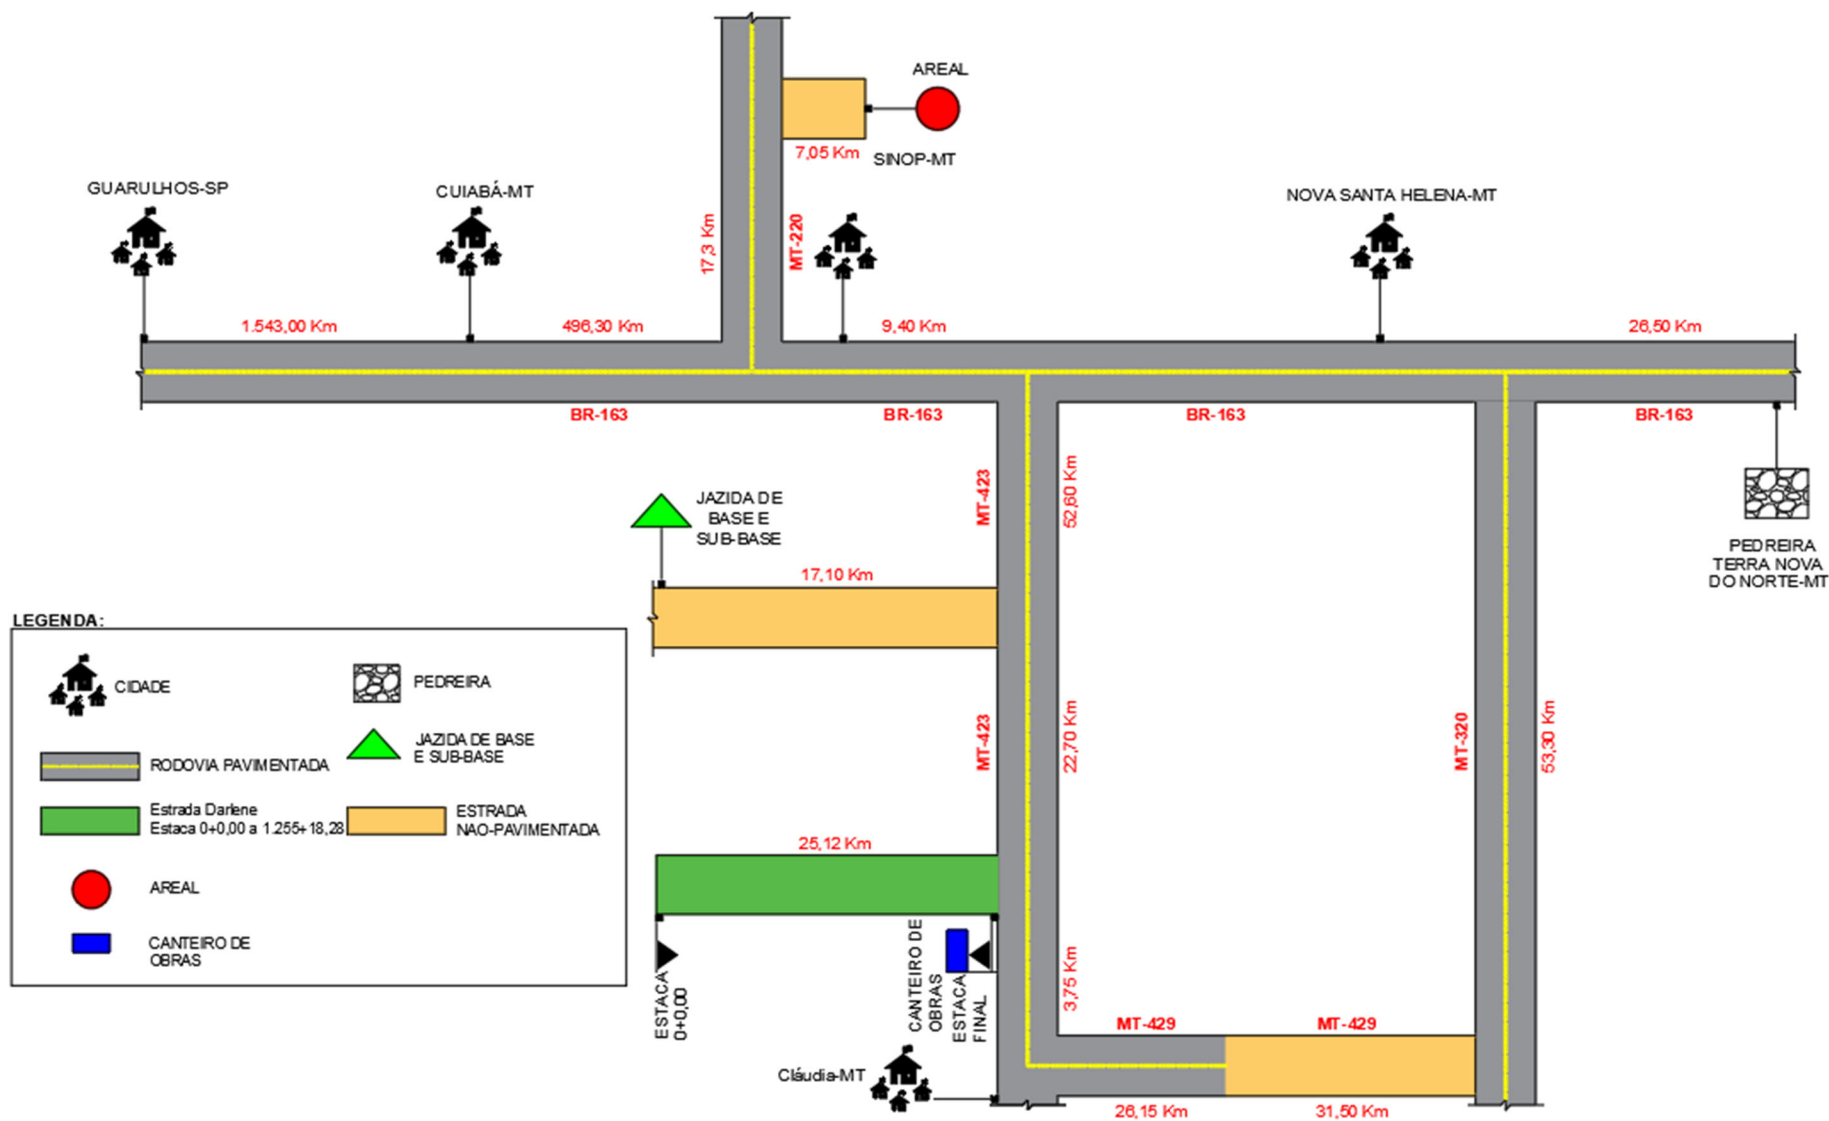 AREAL
7,05 Km
SINOP-MT
GUARULHOS-SP
CUIABÁ-MT
NOVA SANTA HELENA-MT
17,3 Km
MT-220
1.543,00 Km
496,30 Km
9,40 Km
26,50 Km
BR-163
BR-163
BR-163
BR-163
MT-423
52,60 Km
JAZIDA DE
BASE E
SUB-BASE
17,10 Km
PEDREIRA
TERRA NOVA
DO NORTE-MT
MT-423
22,70 Km
MT-320
53,30 Km
25,12 Km
ESTACA
0+0,00
CANTEIRO DE
OBRAS
ESTACA
FINAL
3,75 Km
MT-429
MT-429
Cláudia-MT
26,15 Km
31,50 Km
LEGENDA:
CIDADE
PEDREIRA
RODOVIA PAVIMENTADA
JAZIDA DE BASE
E SUB-BASE
Estrada Darlene
Estaca 0+0,00 a 1.255+18,28
ESTRADA
NAO-PAVIMENTADA
AREAL
CANTEIRO DE
OBRAS